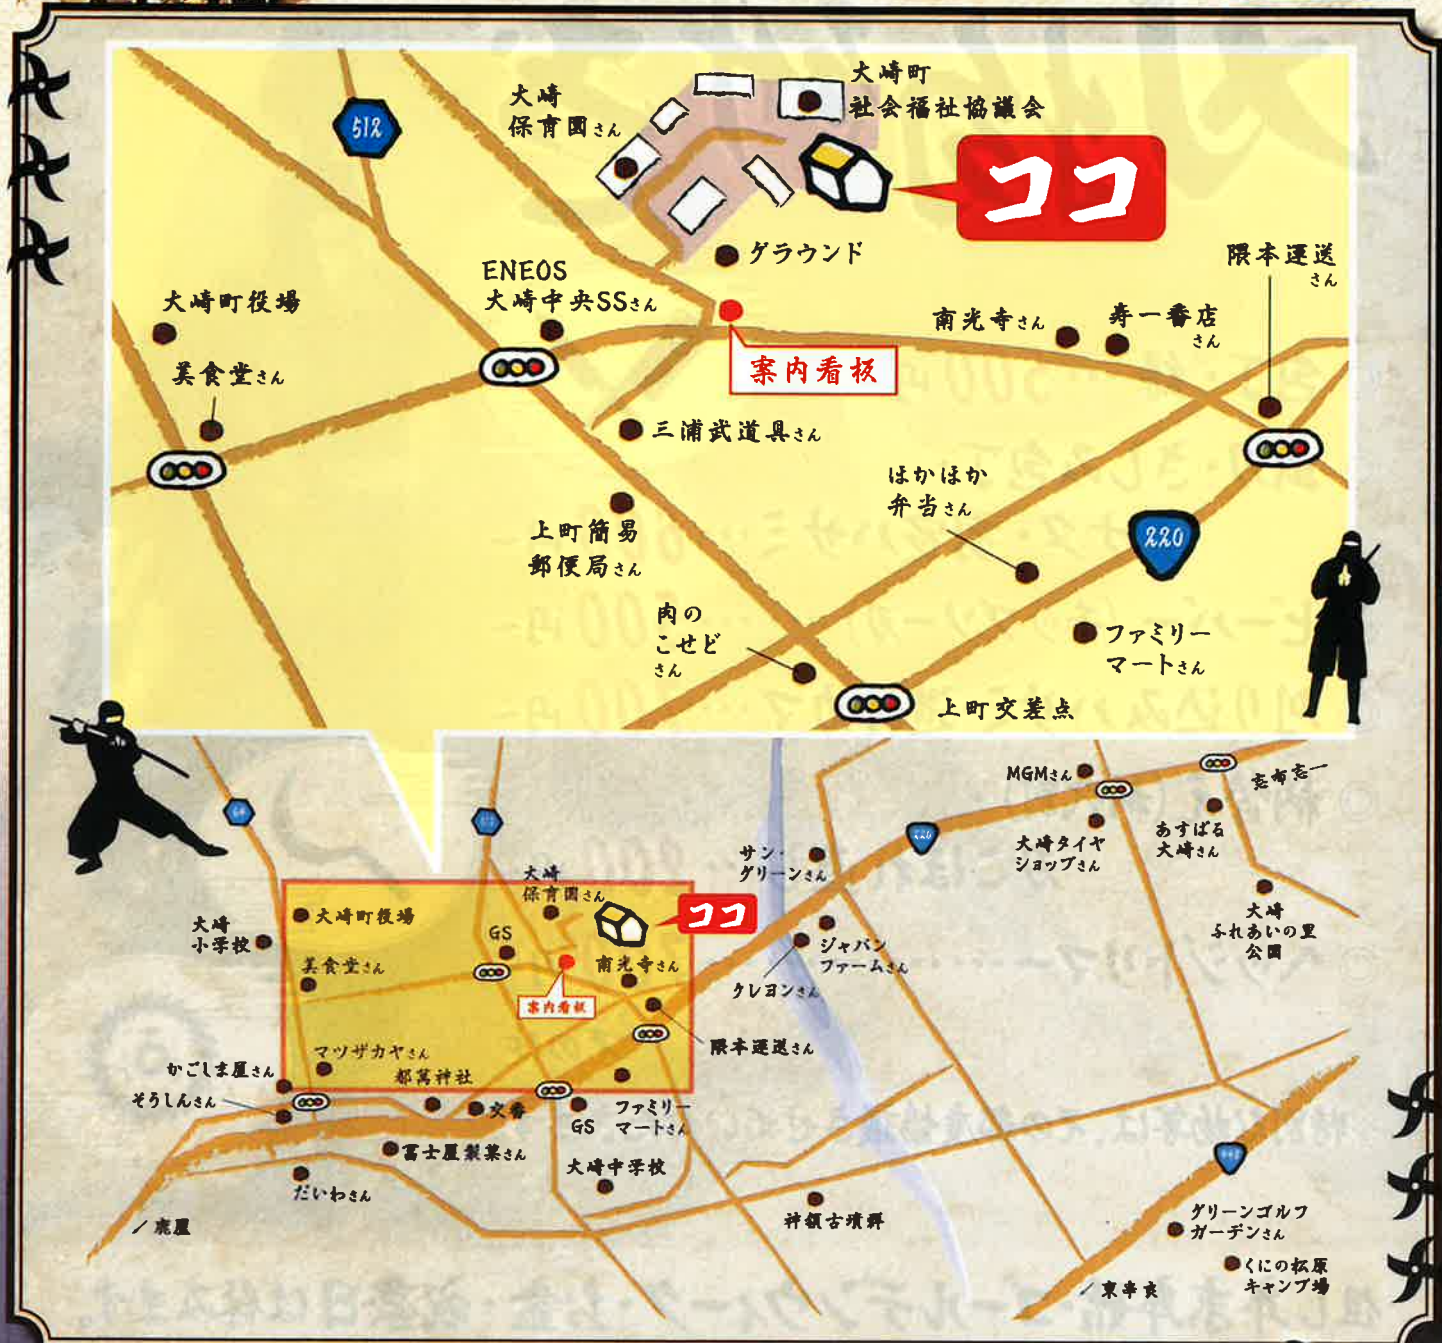 大崎町
社会福祉協議会
大崎
保育園さん
512
ココ
グラウンド
隈本運送
さん
ENEOS
大崎中央SSさん
大崎町役場
南光寺さん
寿一番店
さん
案内看板
美食堂さん
三浦武道具さん
ほかほか
弁当さん
上町簡易
郵便局さん
220
肉の
こせど
さん
ファミリー
マートさん
上町交差点
MGMさん
志布志→
大崎タイヤ
ショップさん
あすぱる
大崎さん
サン・
グリーンさん
220
大崎
保育園さん
ココ
大崎町役場
大崎
小学校
GS
南光寺さん
大崎
ふれあいの里
公園
ジャパン
ファームさん
美食堂さん
クレヨンさん
案内看板
隈本運送さん
マツザカヤさん
かごしま屋さん
都萬神社
そうしんさん
交番
GS
ファミリー
マートさん
冨士屋製菓さん
大崎中学校
だいわさん
神領古墳群
グリーンゴルフ
ガーデンさん
鹿屋
くにの松原
キャンプ場
東串良